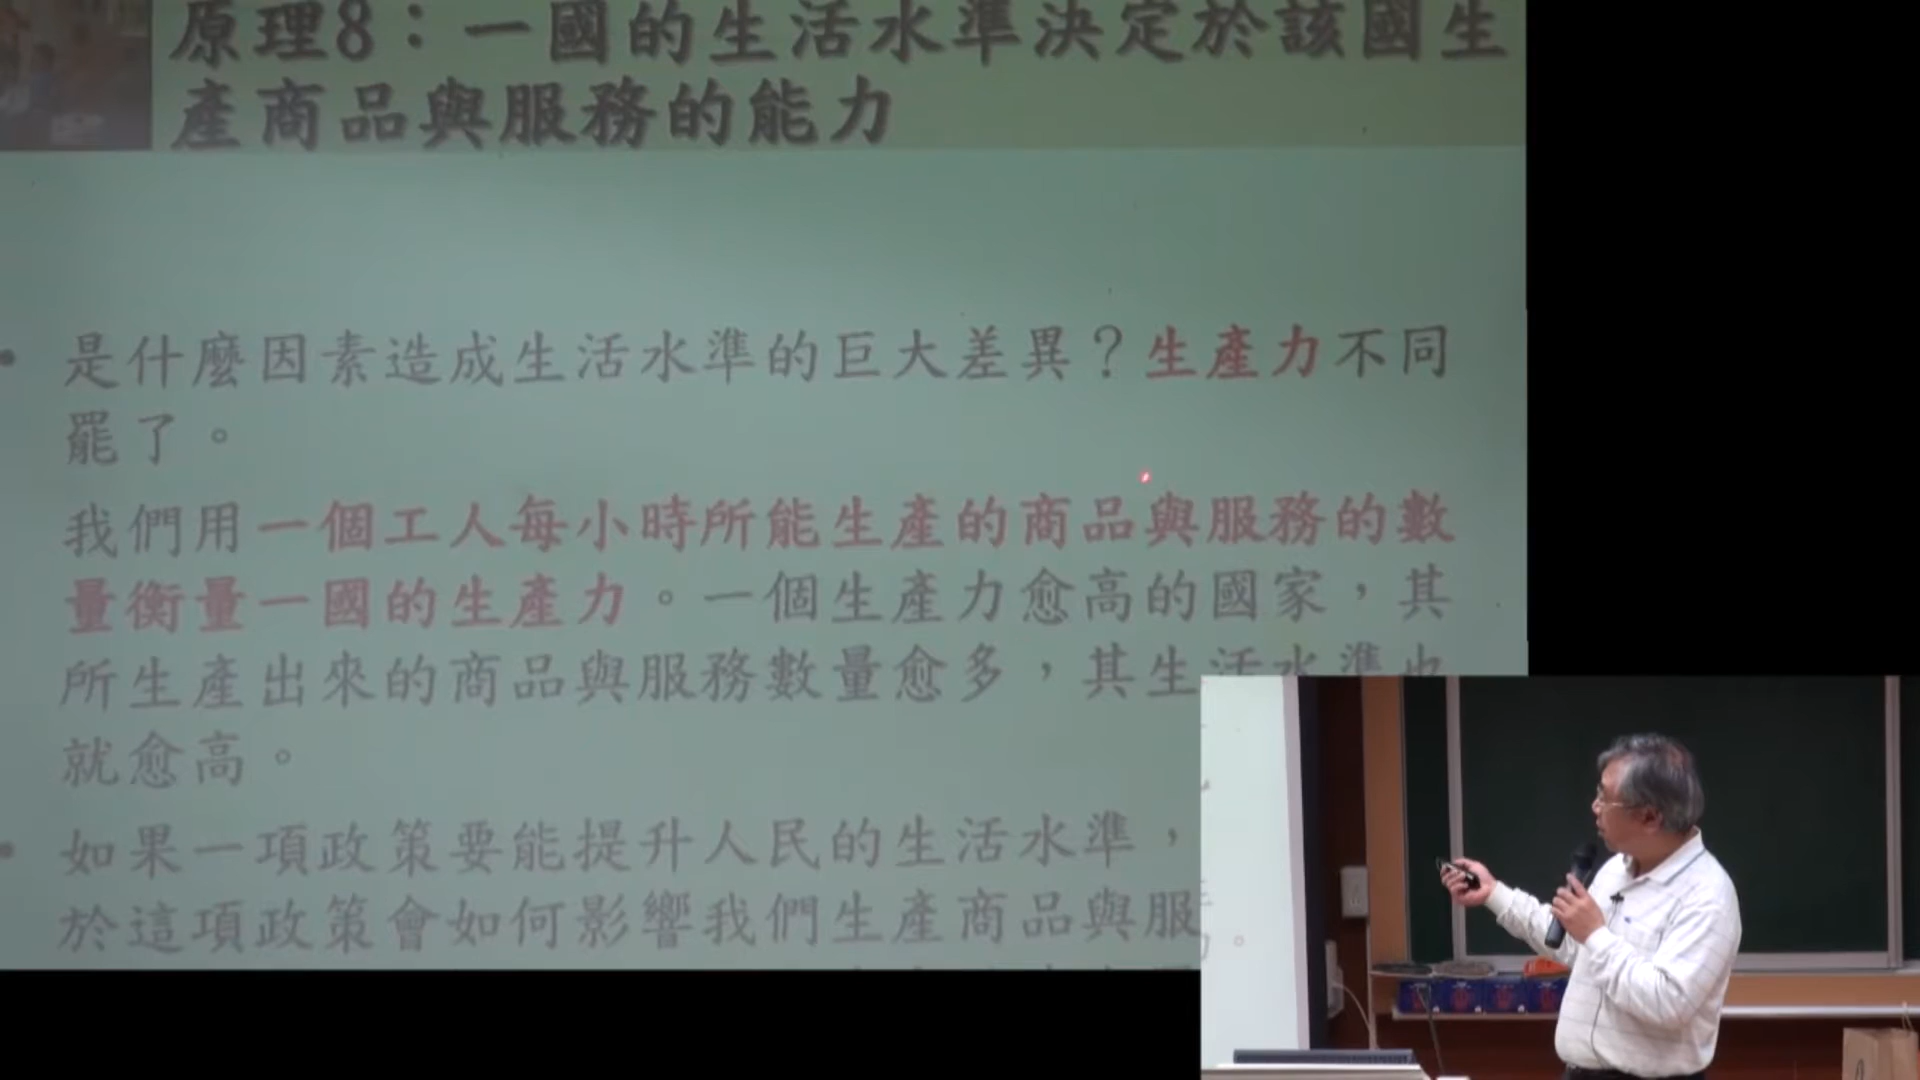 原理8：一國的生活水準決定於該國生
產商品與服務的能力
• 是什麼因素造成生活水準的巨大差異？生產力不同
罷了。
我們用一個工人每小時所能生產的商品與服務的數
量衡量一國的生產力。一個生產力愈高的國家，其
所生產出來的商品與服務數量愈多，其生活水準也
就愈高。
• 如果一項政策要能提升人民的生活水準，
於這項政策會如何影響我們生產商品與服